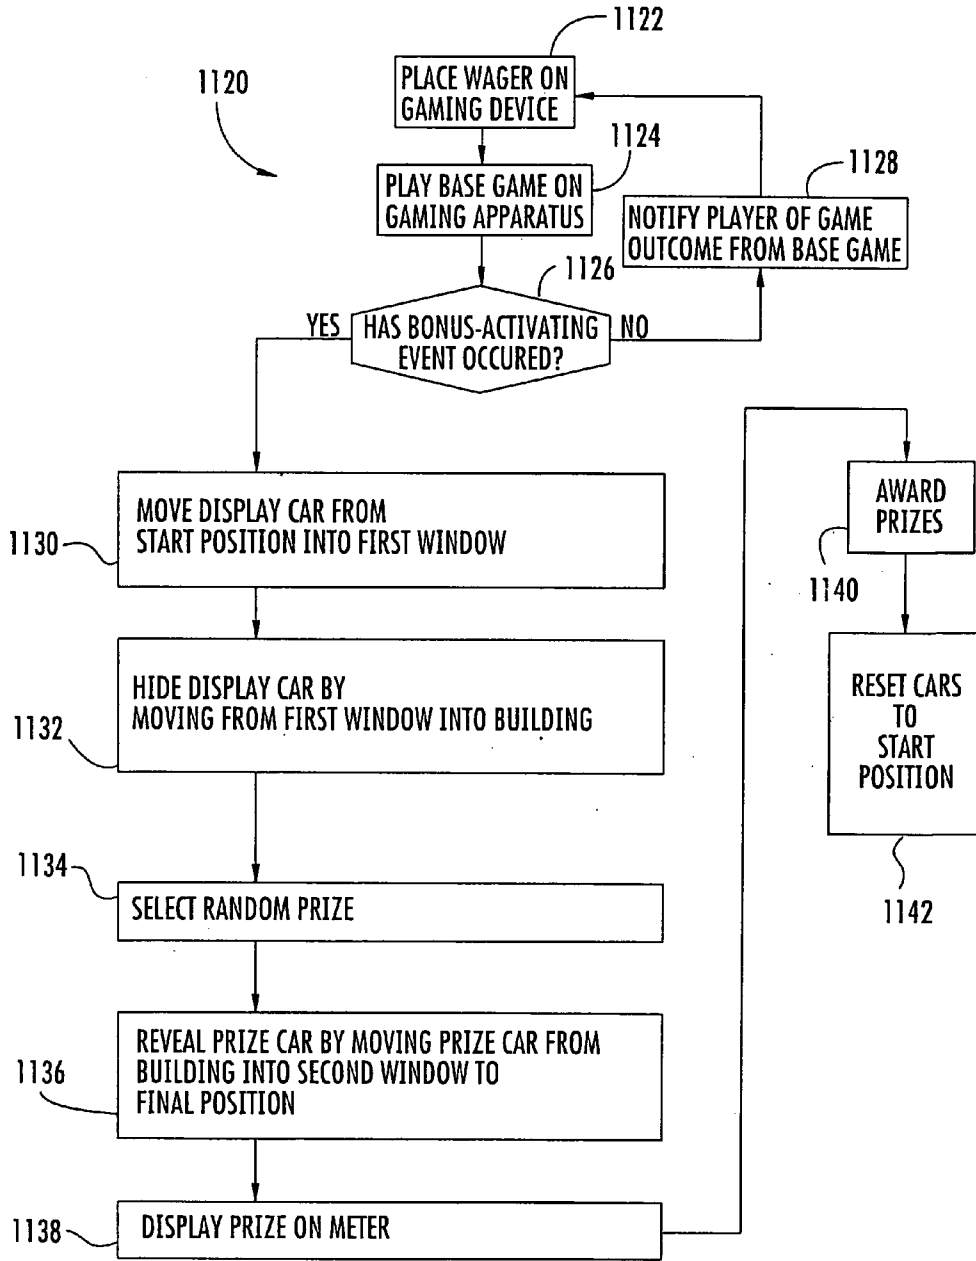 1122
PLACE WAGER ON
GAMING DEVICE
1120
1124
PLAY BASE GAME ON
GAMING APPARATUS
1128
NOTIFY PLAYER OF GAME
OUTCOME FROM BASE GAME
1126
YES
HAS BONUS-ACTIVATING
EVENT OCCURED?
NO
MOVE DISPLAY CAR FROM
START POSITION INTO FIRST WINDOW
1130
HIDE DISPLAY CAR BY
MOVING FROM FIRST WINDOW INTO BUILDING
1132
1134
SELECT RANDOM PRIZE
REVEAL PRIZE CAR BY MOVING PRIZE CAR FROM
BUILDING INTO SECOND WINDOW TO
FINAL POSITION
1136
DISPLAY PRIZE ON METER
1138
AWARD
PRIZES
1140
RESET CARS
TO
START
POSITION
1142